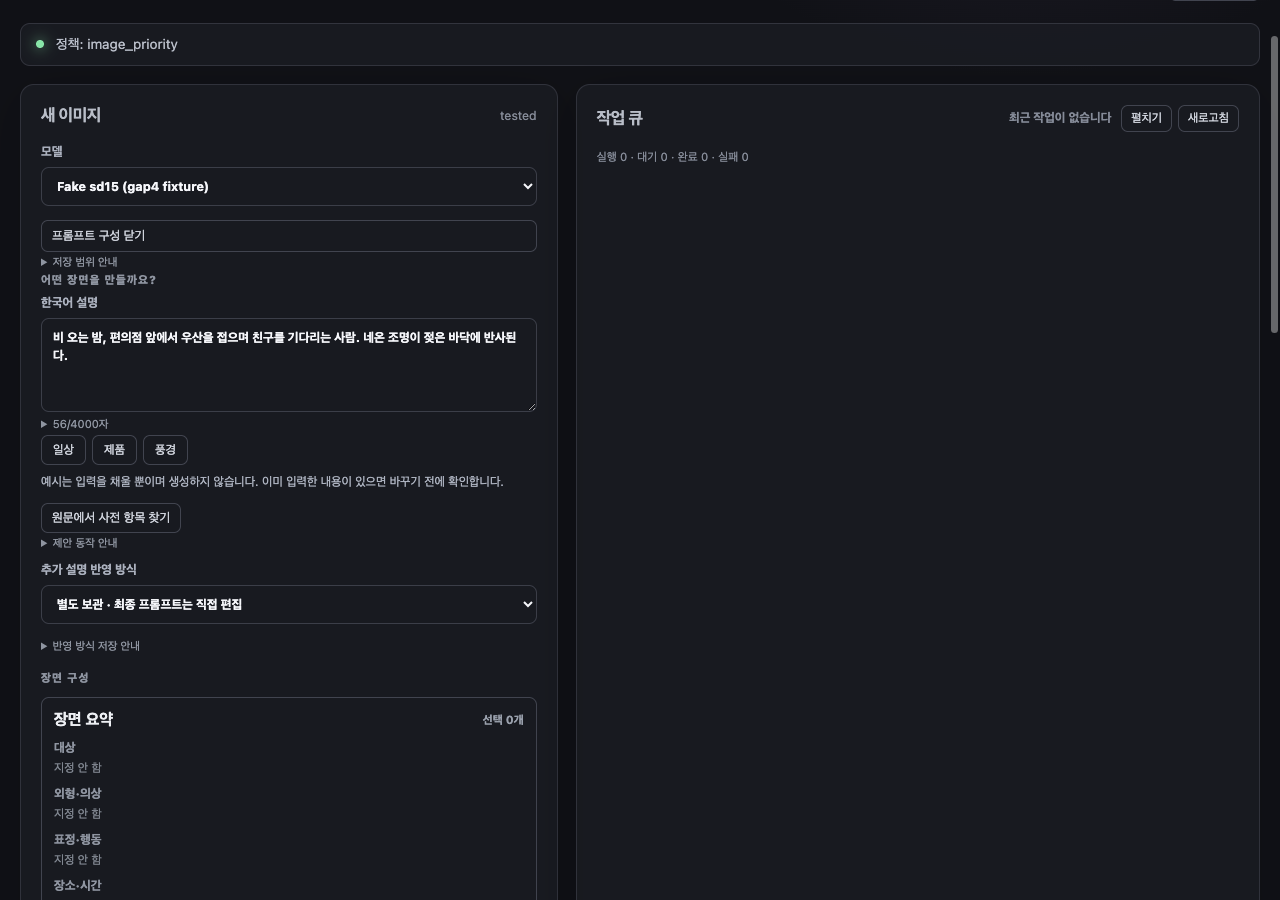 정책: image_priority
새 이미지
tested
모델
Fake sd15 (gap4 fixture)
프롬프트 구성 닫기
▶ 저장 범위 안내
어떤 장면을 만들까요?
한국어 설명
비 오는 밤, 편의점 앞에서 우산을 접으며 친구를 기다리는 사람. 네온 조명이 젖은 바닥에 반사된
다.
▶ 56/4000자
일상 제품 풍경
예시는 입력을 채울 뿐이며 생성하지 않습니다. 이미 입력한 내용이 있으면 바꾸기 전에 확인합니다.
원문에서 사전 항목 찾기
▶ 제안 동작 안내
추가 설명 반영 방식
별도 보관 · 최종 프롬프트는 직접 편집
▶ 반영 방식 저장 안내
장면 구성
장면 요약
선택 0개
대상
지정 안 함
외형·의상
지정 안 함
표정·행동
지정 안 함
장소·시간
작업 큐
최근 작업이 없습니다 펼치기 새로고침
실행 0 · 대기 0 · 완료 0 · 실패 0